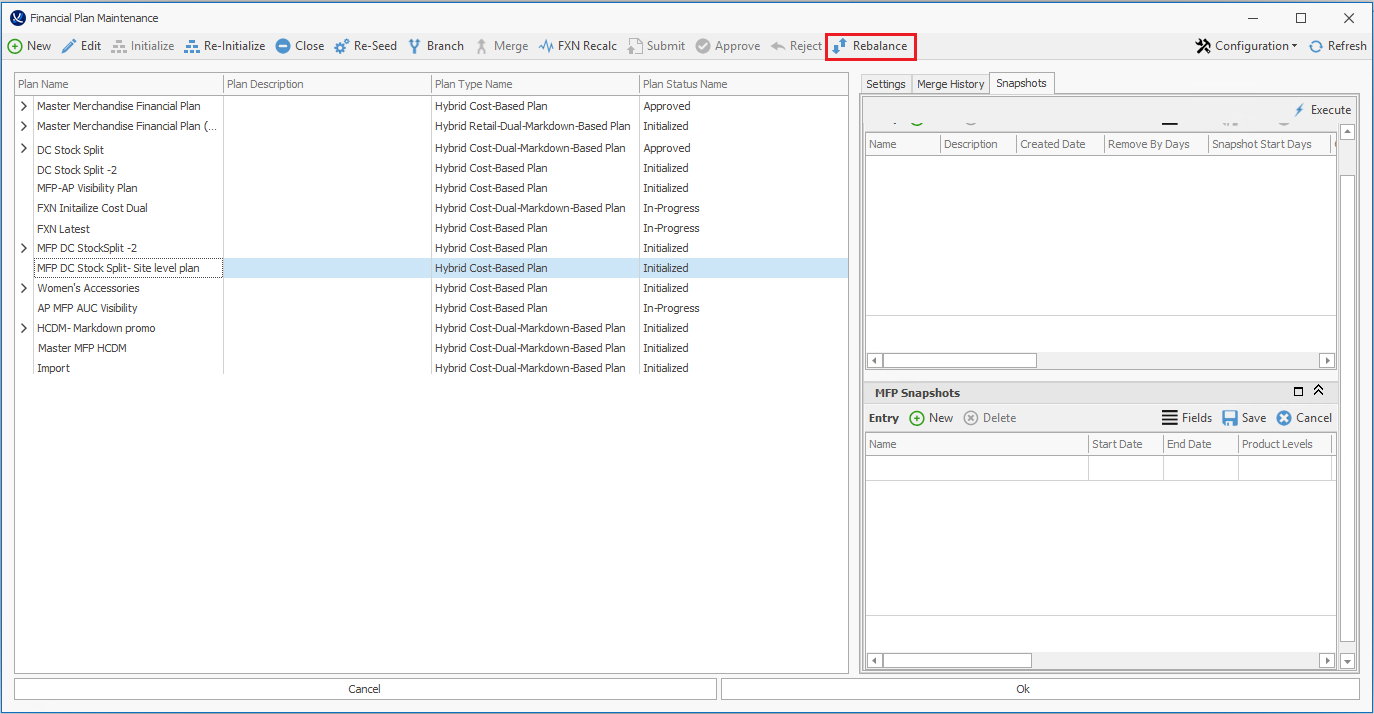 Financial Plan Maintenance
New Edit Initialize Re-Initialize Close Re-Seed Branch Merge FXN Recalc Submit Approve Reject Rebalance Configuration Refresh
Plan Name Plan Description Plan Type Name Plan Status Name
Master Merchandise Financial Plan Hybrid Cost-Based Plan Approved
Master Merchandise Financial Plan (... Hybrid Retail-Dual-Markdown-Based Plan Initialized
DC Stock Split Hybrid Cost-Dual-Markdown-Based Plan Approved
DC Stock Split -2 Hybrid Cost-Based Plan Initialized
MFP-AP Visibility Plan Hybrid Cost-Based Plan Initialized
FXN Initailize Cost Dual Hybrid Cost-Dual-Markdown-Based Plan In-Progress
FXN Latest Hybrid Cost-Based Plan In-Progress
MFP DC StockSplit -2 Hybrid Cost-Based Plan Initialized
MFP DC Stock Split- Site level plan Hybrid Cost-Based Plan Initialized
Women's Accessories Hybrid Cost-Based Plan Initialized
AP MFP AUC Visibility Hybrid Cost-Based Plan In-Progress
HCDM- Markdown promo Hybrid Cost-Dual-Markdown-Based Plan Initialized
Master MFP HCDM Hybrid Cost-Dual-Markdown-Based Plan Initialized
Import Hybrid Cost-Dual-Markdown-Based Plan Initialized
Settings Merge History Snapshots
Execute
Name Description Created Date Remove By Days Snapshot Start Days
MFP Snapshots
Entry New Delete Fields Save Cancel
Name Start Date End Date Product Levels
Cancel Ok